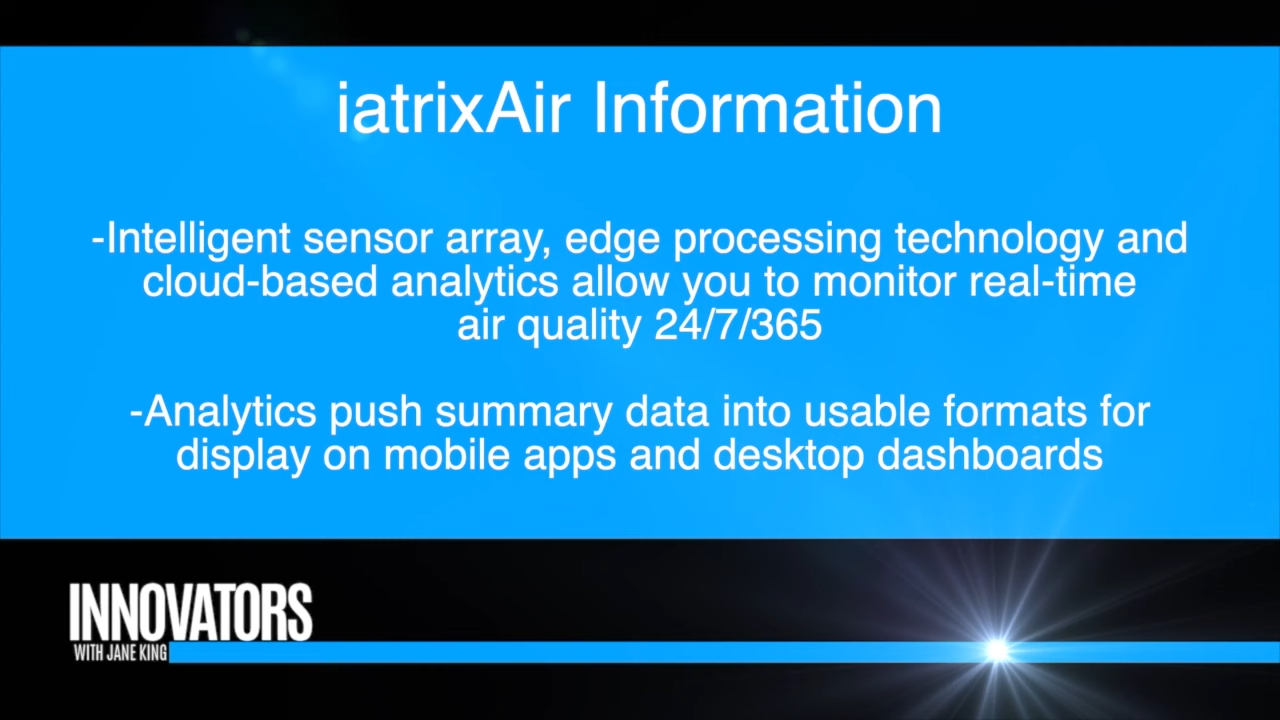 iatrixAir Information
-Intelligent sensor array, edge processing technology and
cloud-based analytics allow you to monitor real-time
air quality 24/7/365
-Analytics push summary data into usable formats for
display on mobile apps and desktop dashboards
INNOVATORS
WITH JANE KING